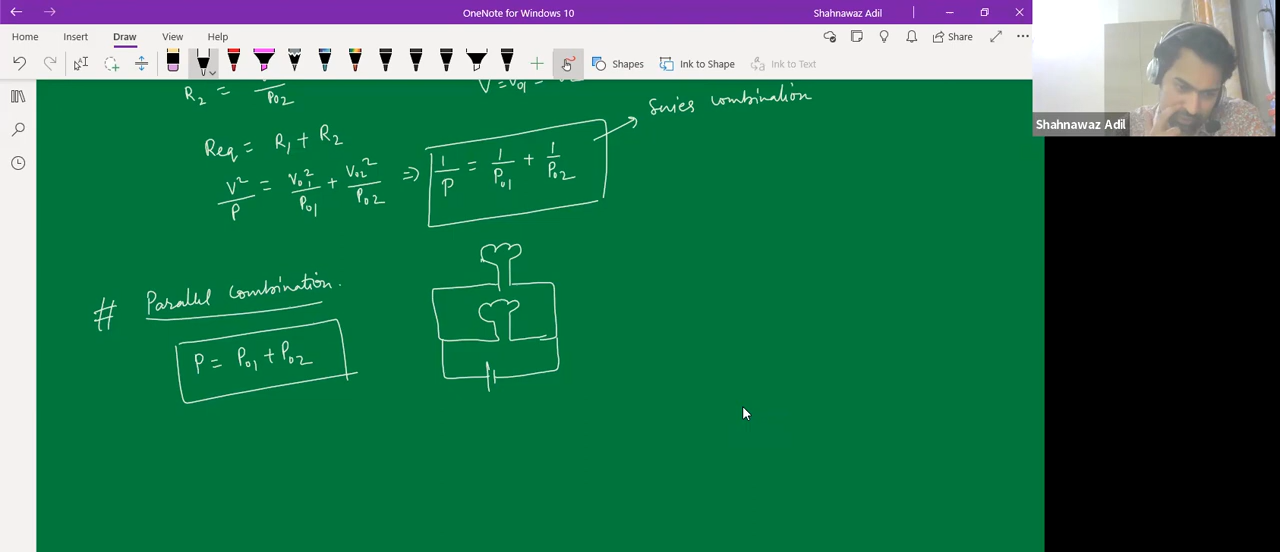 OneNote for Windows 10
Shahnawaz Adil
Home Insert Draw View Help
Share
Shapes
Ink to Shape
Ink to Text
Shahnawaz Adil
R₂ = /P₀₂
V = V₀₁ =
Series combination
Req = R₁ + R₂
V²/P = V₀₁²/P₀₁ + V₀₂²/P₀₂ ⇒ 1/P = 1/P₀₁ + 1/P₀₂
# Parallel combination.
P = P₀₁ + P₀₂